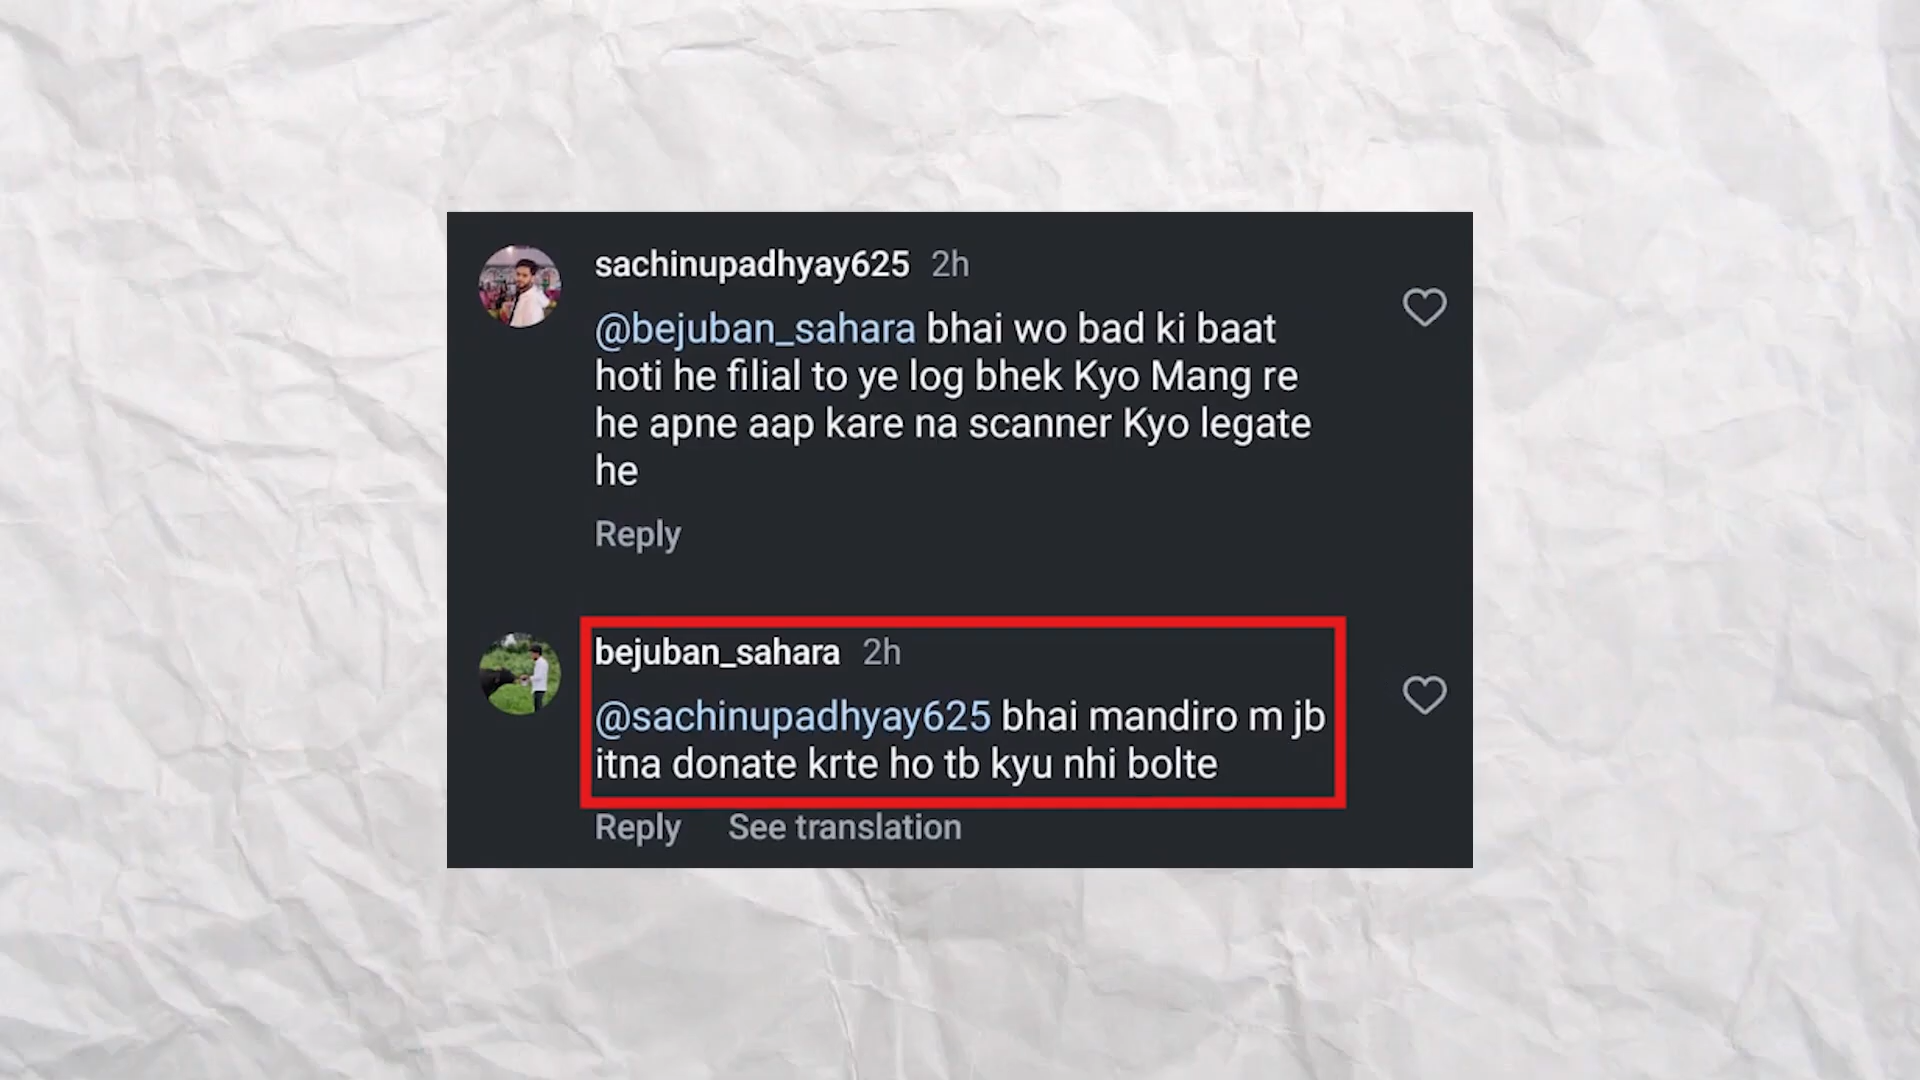 sachinupadhyay625 2h
@bejuban_sahara bhai wo bad ki baat
hoti he filial to ye log bhek Kyo Mang re
he apne aap kare na scanner Kyo legate
he
Reply
bejuban_sahara 2h
@sachinupadhyay625 bhai mandiro m jb
itna donate krte ho tb kyu nhi bolte
Reply See translation